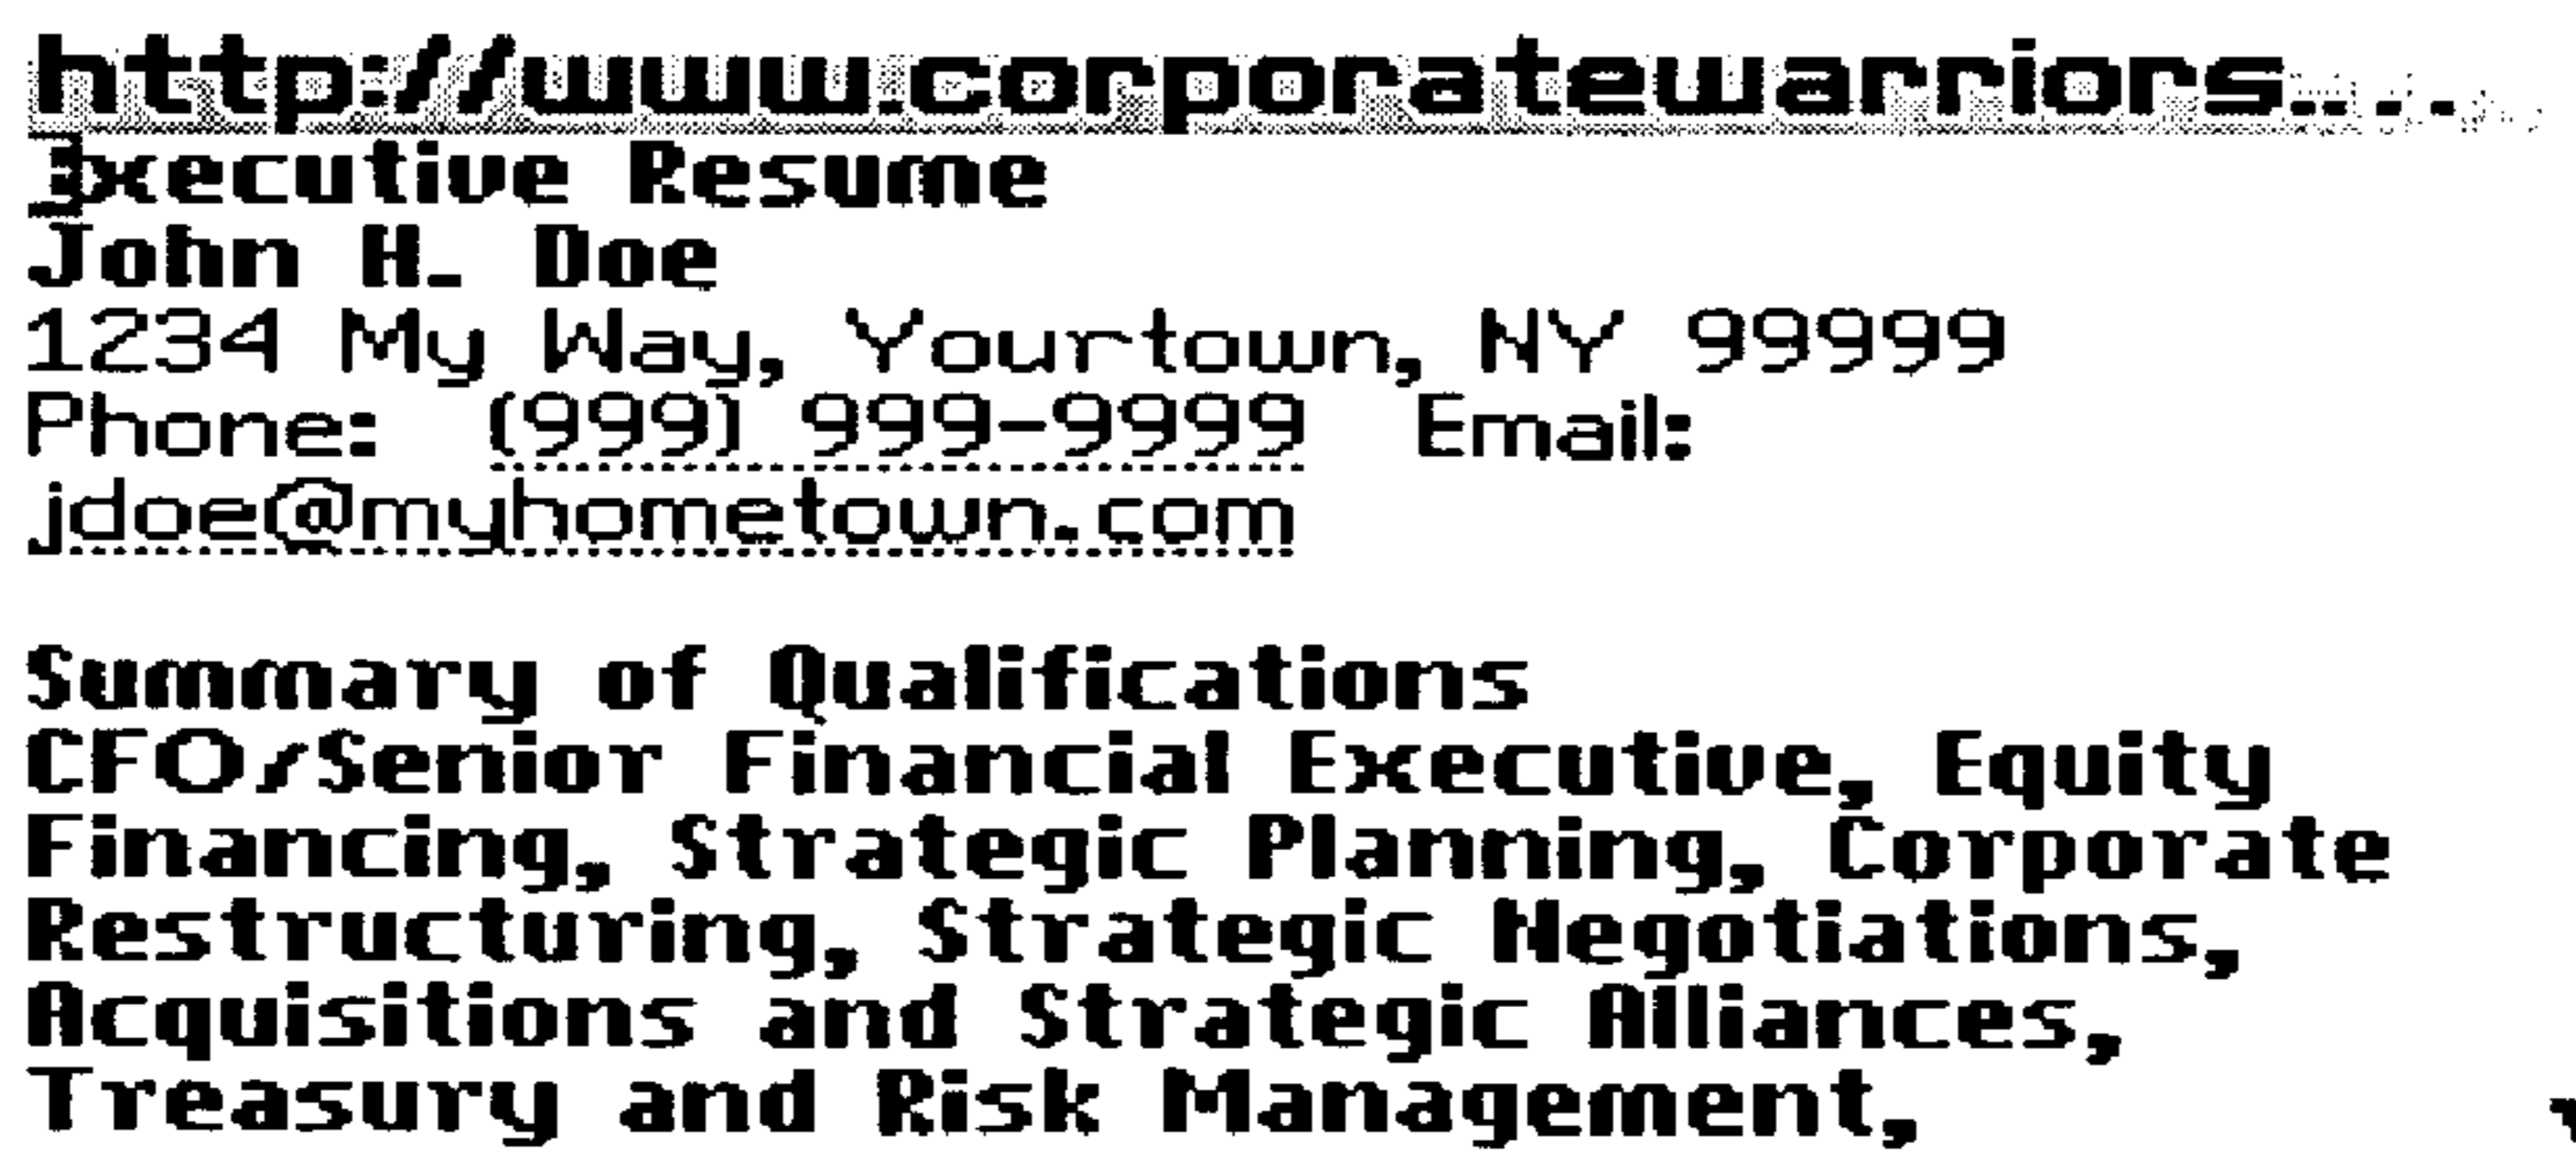 http://www.corporatewarriors....
Executive Resume
John H. Doe
1234 My Way, Yourtown, NY 99999
Phone:  (999) 999-9999  Email:
jdoe@myhometown.com
Summary of Qualifications
CFO/Senior Financial Executive, Equity
Financing, Strategic Planning, Corporate
Restructuring, Strategic Negotiations,
Acquisitions and Strategic Alliances,
Treasury and Risk Management,